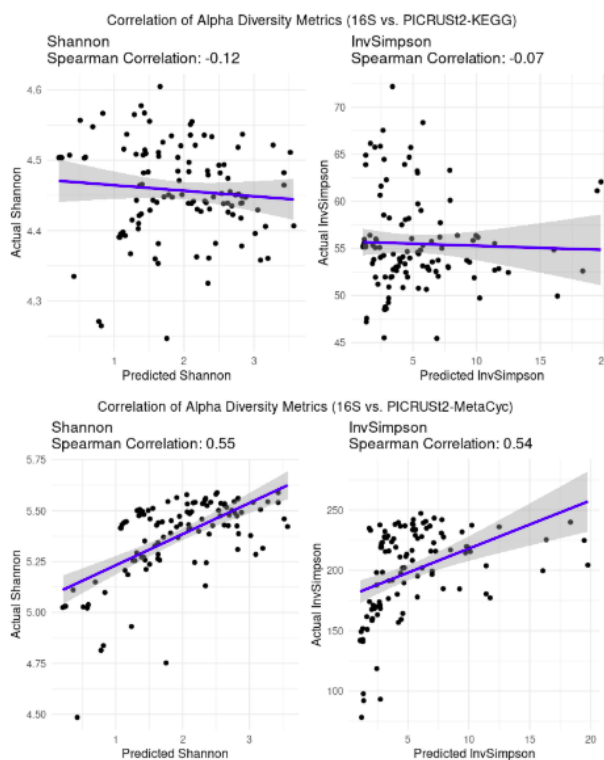 Correlation of Alpha Diversity Metrics (16S vs. PICRUSt2-KEGG)
Shannon
Spearman Correlation: -0.12
InvSimpson
Spearman Correlation: -0.07
Actual Shannon
4.6
4.5
4.4
4.3
1 2 3
Predicted Shannon
Actual InvSimpson
70
65
60
55
50
45
5 10 15 2
Predicted InvSimpson
Correlation of Alpha Diversity Metrics (16S vs. PICRUSt2-MetaCyc)
Shannon
Spearman Correlation: 0.55
InvSimpson
Spearman Correlation: 0.54
Actual Shannon
5.75
5.50
5.25
5.00
4.75
4.50
1 2 3
Predicted Shannon
Actual InvSimpson
250
200
150
100
5 10 15 20
Predicted InvSimpson